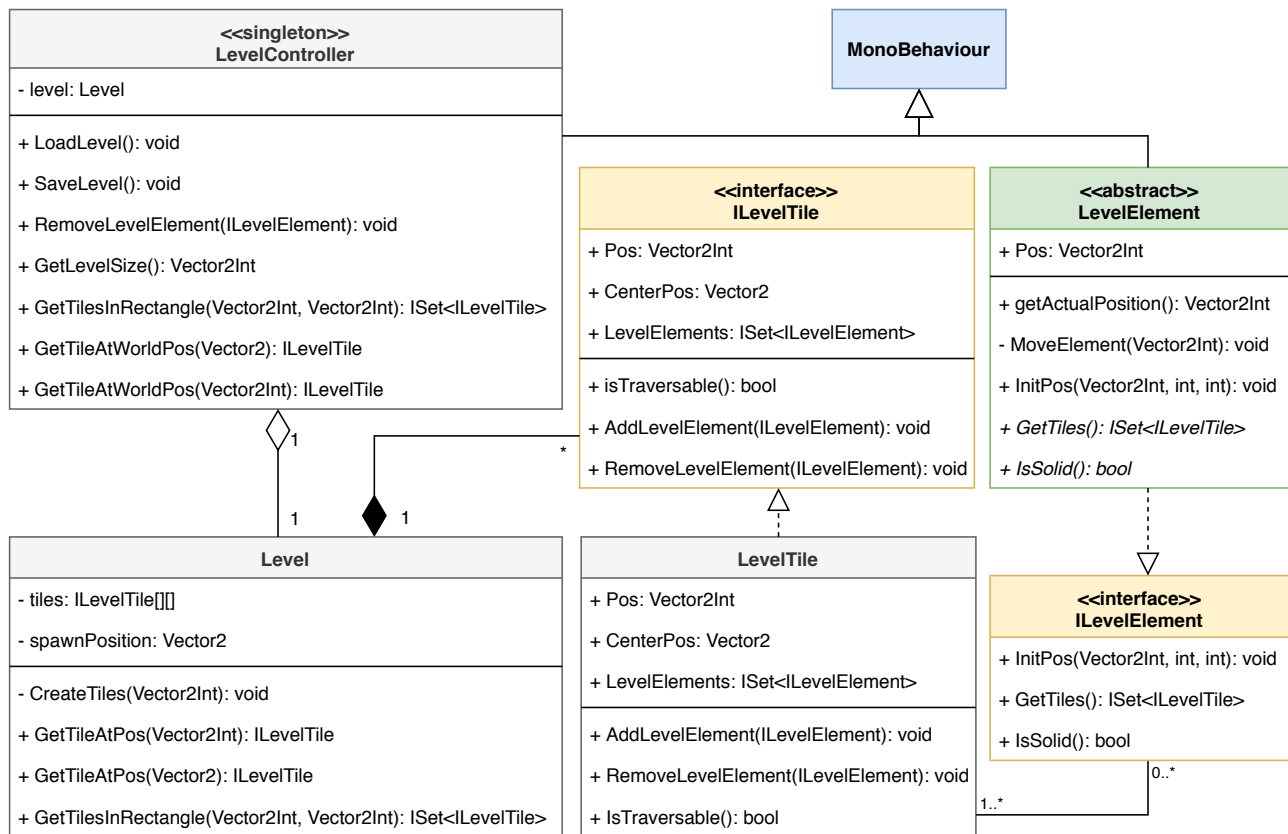 <<singleton>>
LevelController
- level: Level
+ LoadLevel(): void
+ SaveLevel(): void
+ RemoveLevelElement(ILevelElement): void
+ GetLevelSize(): Vector2Int
+ GetTilesInRectangle(Vector2Int, Vector2Int): ISet<ILevelTile>
+ GetTileAtWorldPos(Vector2): ILevelTile
+ GetTileAtWorldPos(Vector2Int): ILevelTile
MonoBehaviour
<<interface>>
ILevelTile
+ Pos: Vector2Int
+ CenterPos: Vector2
+ LevelElements: ISet<ILevelElement>
+ isTraversable(): bool
+ AddLevelElement(ILevelElement): void
+ RemoveLevelElement(ILevelElement): void
<<abstract>>
LevelElement
+ Pos: Vector2Int
+ getActualPosition(): Vector2Int
- MoveElement(Vector2Int): void
+ InitPos(Vector2Int, int, int): void
+ GetTiles(): ISet<ILevelTile>
+ IsSolid(): bool
1
*
1
1
Level
- tiles: ILevelTile[][]
- spawnPosition: Vector2
- CreateTiles(Vector2Int): void
+ GetTileAtPos(Vector2Int): ILevelTile
+ GetTileAtPos(Vector2): ILevelTile
+ GetTilesInRectangle(Vector2Int, Vector2Int): ISet<ILevelTile>
LevelTile
+ Pos: Vector2Int
+ CenterPos: Vector2
+ LevelElements: ISet<ILevelElement>
+ AddLevelElement(ILevelElement): void
+ RemoveLevelElement(ILevelElement): void
+ IsTraversable(): bool
<<interface>>
ILevelElement
+ InitPos(Vector2Int, int, int): void
+ GetTiles(): ISet<ILevelTile>
+ IsSolid(): bool
0..*
1..*